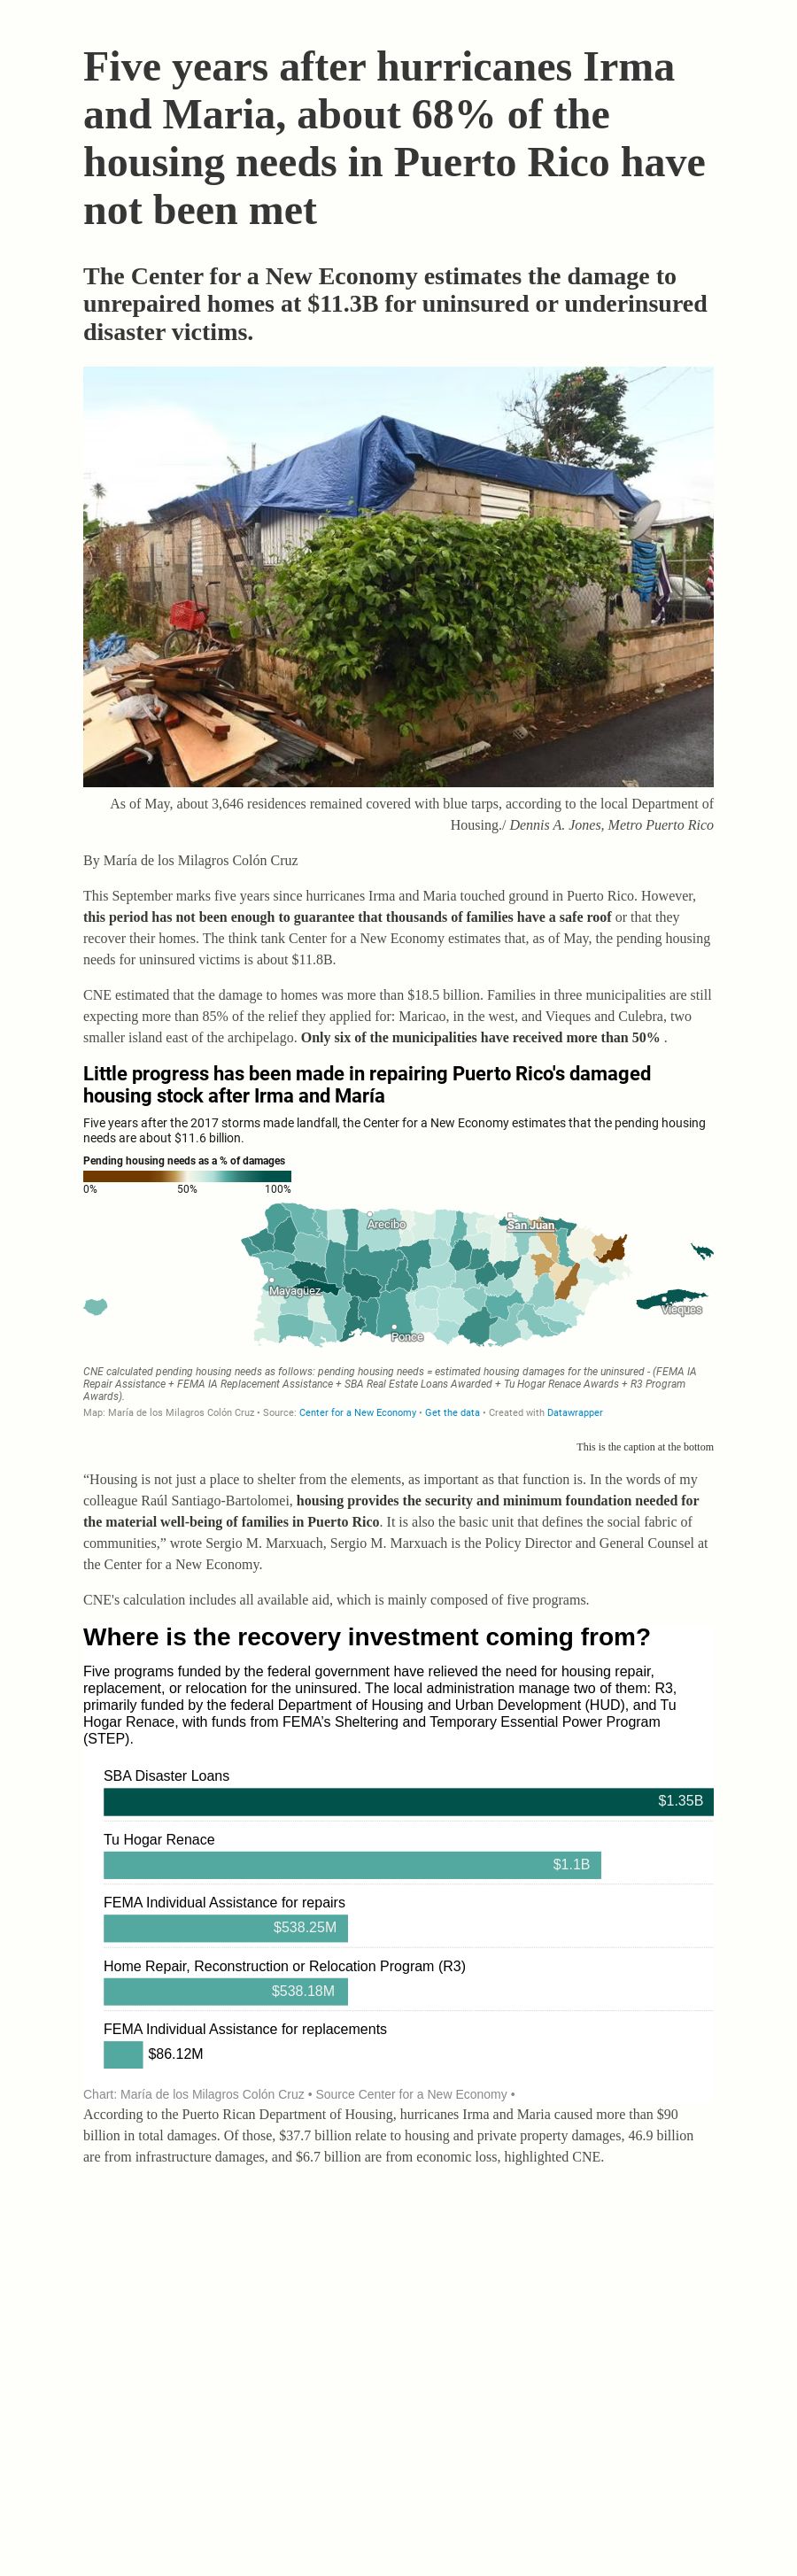 Five years after hurricanes Irma
and Maria, about 68% of the
housing needs in Puerto Rico have
not been met
The Center for a New Economy estimates the damage to
unrepaired homes at $11.3B for uninsured or underinsured
disaster victims.
As of May, about 3,646 residences remained covered with blue tarps, according to the local Department of
Housing./ Dennis A. Jones, Metro Puerto Rico
By María de los Milagros Colón Cruz
This September marks five years since hurricanes Irma and Maria touched ground in Puerto Rico. However,
this period has not been enough to guarantee that thousands of families have a safe roof or that they
recover their homes. The think tank Center for a New Economy estimates that, as of May, the pending housing
needs for uninsured victims is about $11.8B.
CNE estimated that the damage to homes was more than $18.5 billion. Families in three municipalities are still
expecting more than 85% of the relief they applied for: Maricao, in the west, and Vieques and Culebra, two
smaller island east of the archipelago. Only six of the municipalities have received more than 50% .
Little progress has been made in repairing Puerto Rico's damaged
housing stock after Irma and María
Five years after the 2017 storms made landfall, the Center for a New Economy estimates that the pending housing
needs are about $11.6 billion.
Pending housing needs as a % of damages
0% 50% 100%
Arecibo
San Juan
Mayagüez
Vieques
Ponce
CNE calculated pending housing needs as follows: pending housing needs = estimated housing damages for the uninsured - (FEMA IA
Repair Assistance + FEMA IA Replacement Assistance + SBA Real Estate Loans Awarded + Tu Hogar Renace Awards + R3 Program
Awards).
Map: María de los Milagros Colón Cruz • Source: Center for a New Economy • Get the data • Created with Datawrapper
This is the caption at the bottom
“Housing is not just a place to shelter from the elements, as important as that function is. In the words of my
colleague Raúl Santiago-Bartolomei, housing provides the security and minimum foundation needed for
the material well-being of families in Puerto Rico. It is also the basic unit that defines the social fabric of
communities,” wrote Sergio M. Marxuach, Sergio M. Marxuach is the Policy Director and General Counsel at
the Center for a New Economy.
CNE's calculation includes all available aid, which is mainly composed of five programs.
Where is the recovery investment coming from?
Five programs funded by the federal government have relieved the need for housing repair,
replacement, or relocation for the uninsured. The local administration manage two of them: R3,
primarily funded by the federal Department of Housing and Urban Development (HUD), and Tu
Hogar Renace, with funds from FEMA’s Sheltering and Temporary Essential Power Program
(STEP).
SBA Disaster Loans
$1.35B
Tu Hogar Renace
$1.1B
FEMA Individual Assistance for repairs
$538.25M
Home Repair, Reconstruction or Relocation Program (R3)
$538.18M
FEMA Individual Assistance for replacements
$86.12M
Chart: María de los Milagros Colón Cruz • Source Center for a New Economy •
According to the Puerto Rican Department of Housing, hurricanes Irma and Maria caused more than $90
billion in total damages. Of those, $37.7 billion relate to housing and private property damages, 46.9 billion
are from infrastructure damages, and $6.7 billion are from economic loss, highlighted CNE.